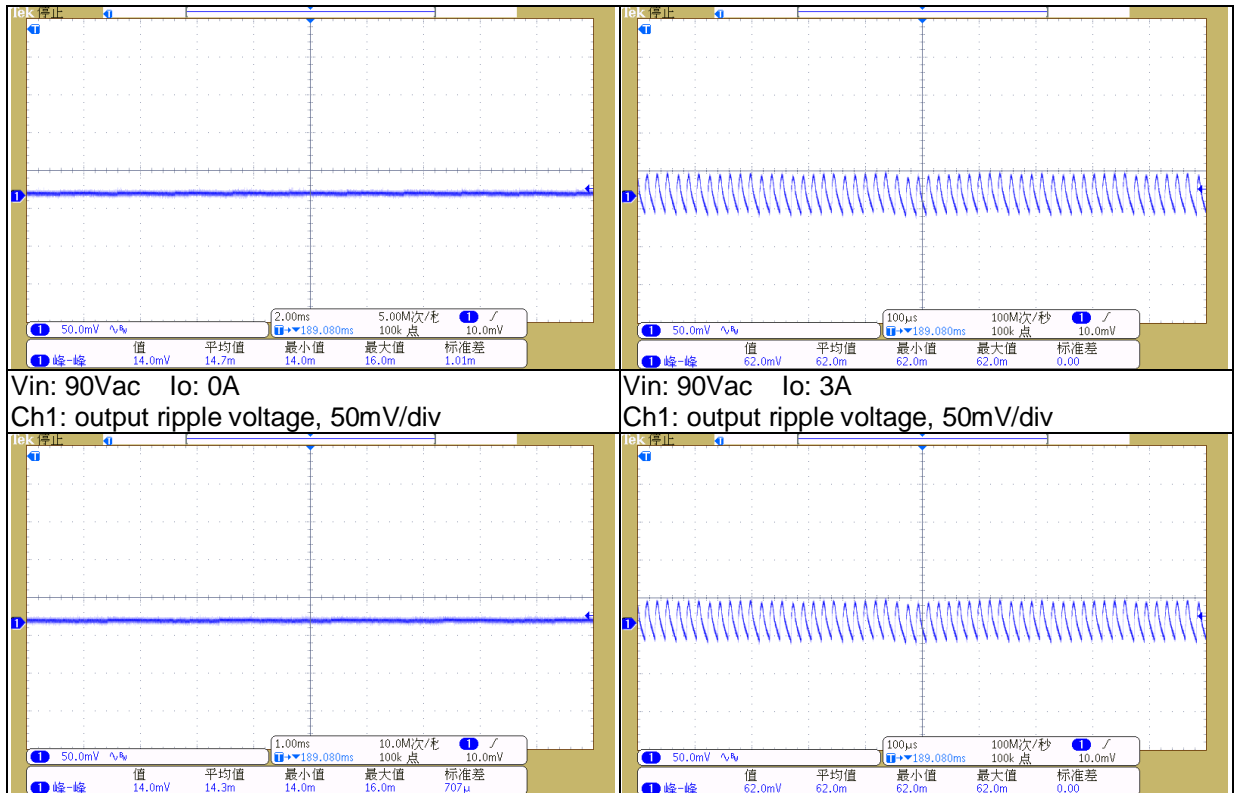 Tek 停止
T
1
2.00ms
5.00M次/秒
1
50.0mV
T 189.080ms
100k 点
10.0mV
值 平均值 最小值 最大值 标准差
1 峰-峰 14.0mV 14.7m 14.0m 16.0m 1.01m
Vin: 90Vac Io: 0A
Ch1: output ripple voltage, 50mV/div
Tek 停止
T
1
100µs
100M次/秒
1
50.0mV
T 189.080ms
100k 点
10.0mV
值 平均值 最小值 最大值 标准差
1 峰-峰 62.0mV 62.0m 62.0m 62.0m 0.00
Vin: 90Vac Io: 3A
Ch1: output ripple voltage, 50mV/div
Tek 停止
T
1
1.00ms
10.0M次/秒
1
50.0mV
T 189.080ms
100k 点
10.0mV
值 平均值 最小值 最大值 标准差
1 峰-峰 14.0mV 14.3m 14.0m 16.0m 707µ
Tek 停止
T
1
100µs
100M次/秒
1
50.0mV
T 189.080ms
100k 点
10.0mV
值 平均值 最小值 最大值 标准差
1 峰-峰 62.0mV 62.0m 62.0m 62.0m 0.00